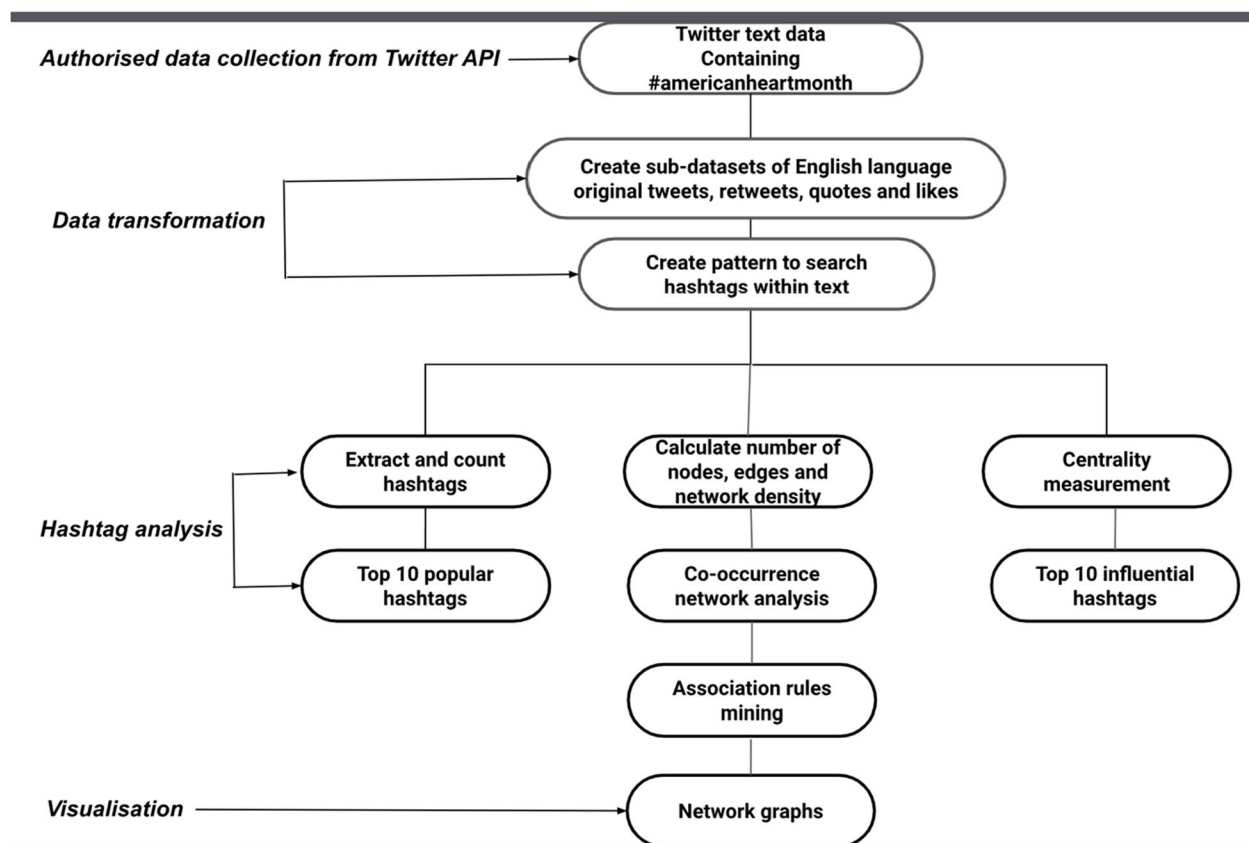 Authorised data collection from Twitter API
Twitter text data
Containing
#americanheartmonth
Create sub-datasets of English language
original tweets, retweets, quotes and likes
Data transformation
Create pattern to search
hashtags within text
Extract and count
hashtags
Calculate number of
nodes, edges and
network density
Centrality
measurement
Hashtag analysis
Top 10 popular
hashtags
Co-occurrence
network analysis
Top 10 influential
hashtags
Association rules
mining
Visualisation
Network graphs